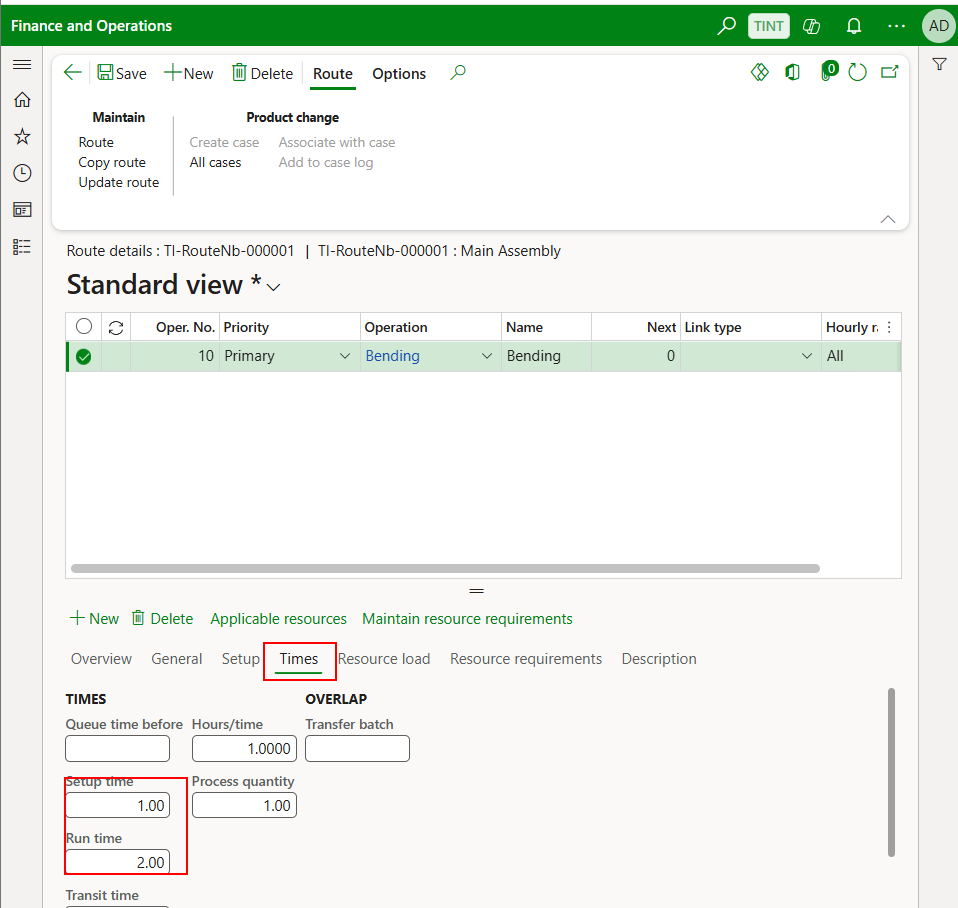 Finance and Operations TINT AD
Save New Delete Route Options 0
Maintain Product change
Route Create case Associate with case
Copy route All cases Add to case log
Update route
Route details : TI-RouteNb-000001 | TI-RouteNb-000001 : Main Assembly
Standard view *
Oper. No. Priority Operation Name Next Link type Hourly r
10 Primary Bending Bending 0 All
New Delete Applicable resources Maintain resource requirements
Overview General Setup Times Resource load Resource requirements Description
TIMES OVERLAP
Queue time before Hours/time Transfer batch
1.0000
Setup time Process quantity
1.00 1.00
Run time
2.00
Transit time